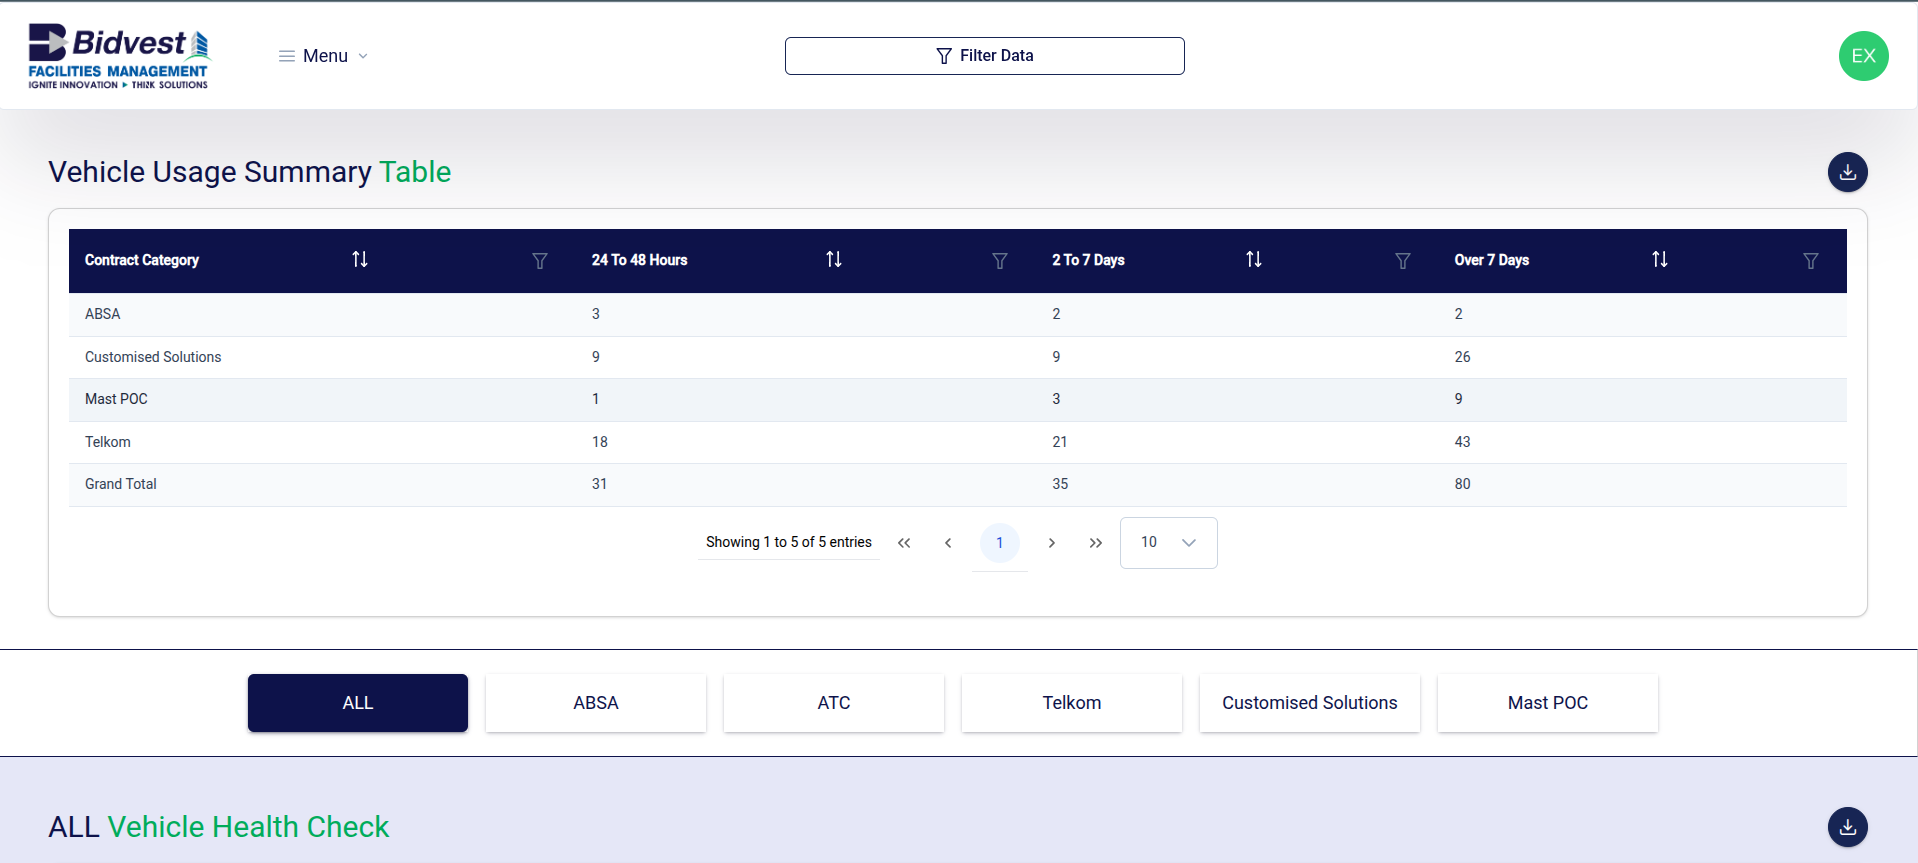 Bidvest
FACILITIES MANAGEMENT
IGNITE INNOVATION ▸ TH12K SOLUTIONS
Menu
Filter Data
EX
Vehicle Usage Summary Table
Contract Category 24 To 48 Hours 2 To 7 Days Over 7 Days
ABSA 3 2 2
Customised Solutions 9 9 26
Mast POC 1 3 9
Telkom 18 21 43
Grand Total 31 35 80
Showing 1 to 5 of 5 entries « ‹ 1 › » 10
ALL ABSA ATC Telkom Customised Solutions Mast POC
ALL Vehicle Health Check